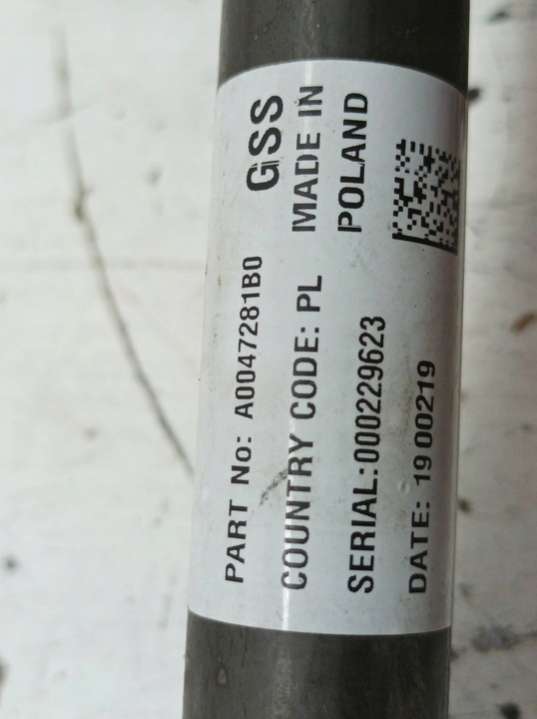 GSS
PART No: A0047281B0
COUNTRY CODE: PL MADE IN
SERIAL:000229623 POLAND
DATE: 19 00219